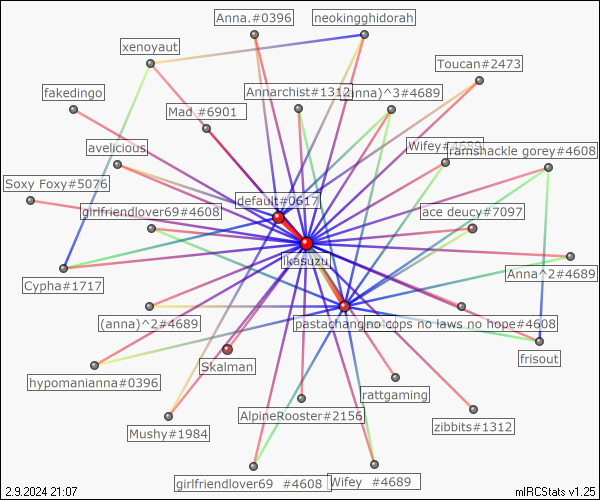 Anna.#0396
neokingghidorah
xenoyaut
Toucan#2473
fakedingo
Annarchist#1312
(anna)^3#4689
Mad #6901
avelicious
Wifey#4689
ramshackle gorey#4608
Soxy Foxy#5076
default#0617
girlfriendlover69#4608
ace deucy#7097
ikasuzu
Cypha#1717
Anna^2#4689
(anna)^2#4689
no cops no laws no hope#4608
frisout
Skalman
hypomanianna#0396
rattgaming
AlpineRooster#2156
Mushy#1984
zibbits#1312
girlfriendlover69 #4608
Wifey #4689
2.9.2024 21:07
mIRCStats v1.25